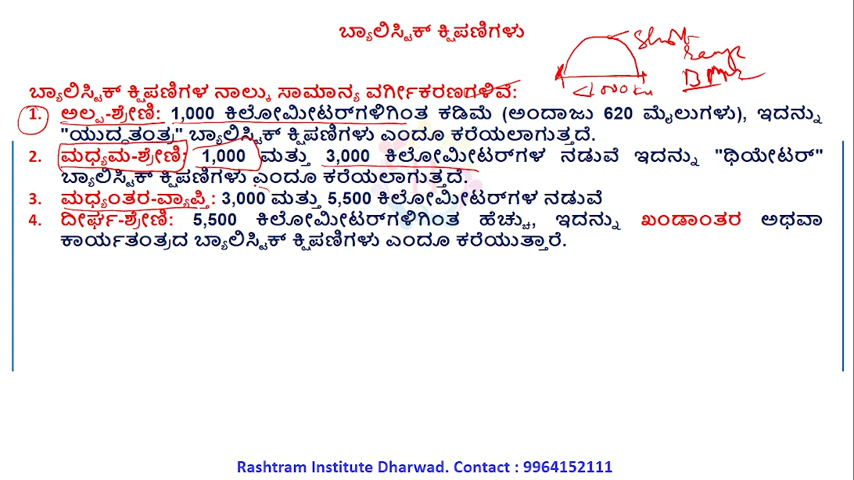 ಬ್ಯಾಲಿಸ್ಟಿಕ್ ಕ್ಷಿಪಣಿಗಳು
Short
range
ಬ್ಯಾಲಿಸ್ಟಿಕ್ ಕ್ಷಿಪಣಿಗಳ ನಾಲ್ಕು ಸಾಮಾನ್ಯ ವರ್ಗೀಕರಣಗಳಿವೆ:
1. ಅಲ್ಪ-ಶ್ರೇಣಿ: 1,000 ಕಿಲೋಮೀಟರ್‌ಗಳಿಗಿಂತ ಕಡಿಮೆ (ಅಂದಾಜು 620 ಮೈಲುಗಳು), ಇದನ್ನು
"ಯುದ್ಧತಂತ್ರ" ಬ್ಯಾಲಿಸ್ಟಿಕ್ ಕ್ಷಿಪಣಿಗಳು ಎಂದೂ ಕರೆಯಲಾಗುತ್ತದೆ.
2. ಮಧ್ಯಮ-ಶ್ರೇಣಿ: 1,000 ಮತ್ತು 3,000 ಕಿಲೋಮೀಟರ್‌ಗಳ ನಡುವೆ ಇದನ್ನು "ಥಿಯೇಟರ್"
ಬ್ಯಾಲಿಸ್ಟಿಕ್ ಕ್ಷಿಪಣಿಗಳು ಎಂದೂ ಕರೆಯಲಾಗುತ್ತದೆ.
3. ಮಧ್ಯಂತರ-ವ್ಯಾಪ್ತಿ: 3,000 ಮತ್ತು 5,500 ಕಿಲೋಮೀಟರ್‌ಗಳ ನಡುವೆ
4. ದೀರ್ಘ-ಶ್ರೇಣಿ: 5,500 ಕಿಲೋಮೀಟರ್‌ಗಳಿಗಿಂತ ಹೆಚ್ಚು, ಇದನ್ನು ಖಂಡಾಂತರ ಅಥವಾ
ಕಾರ್ಯತಂತ್ರದ ಬ್ಯಾಲಿಸ್ಟಿಕ್ ಕ್ಷಿಪಣಿಗಳು ಎಂದೂ ಕರೆಯುತ್ತಾರೆ.
Rashtram Institute Dharwad. Contact : 9964152111